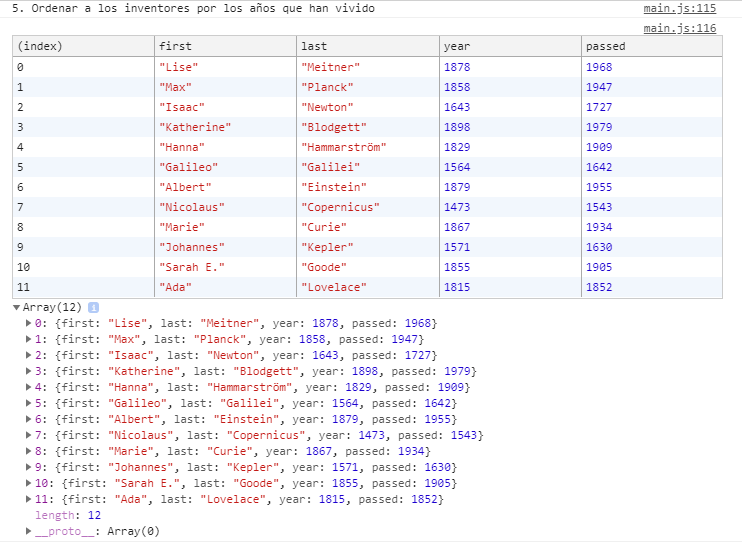 5. Ordenar a los inventores por los años que han vivido main.js:115
main.js:116
(index) first last year passed
0 "Lise" "Meitner" 1878 1968
1 "Max" "Planck" 1858 1947
2 "Isaac" "Newton" 1643 1727
3 "Katherine" "Blodgett" 1898 1979
4 "Hanna" "Hammarström" 1829 1909
5 "Galileo" "Galilei" 1564 1642
6 "Albert" "Einstein" 1879 1955
7 "Nicolaus" "Copernicus" 1473 1543
8 "Marie" "Curie" 1867 1934
9 "Johannes" "Kepler" 1571 1630
10 "Sarah E." "Goode" 1855 1905
11 "Ada" "Lovelace" 1815 1852
Array(12) i
0: {first: "Lise", last: "Meitner", year: 1878, passed: 1968}
1: {first: "Max", last: "Planck", year: 1858, passed: 1947}
2: {first: "Isaac", last: "Newton", year: 1643, passed: 1727}
3: {first: "Katherine", last: "Blodgett", year: 1898, passed: 1979}
4: {first: "Hanna", last: "Hammarström", year: 1829, passed: 1909}
5: {first: "Galileo", last: "Galilei", year: 1564, passed: 1642}
6: {first: "Albert", last: "Einstein", year: 1879, passed: 1955}
7: {first: "Nicolaus", last: "Copernicus", year: 1473, passed: 1543}
8: {first: "Marie", last: "Curie", year: 1867, passed: 1934}
9: {first: "Johannes", last: "Kepler", year: 1571, passed: 1630}
10: {first: "Sarah E.", last: "Goode", year: 1855, passed: 1905}
11: {first: "Ada", last: "Lovelace", year: 1815, passed: 1852}
length: 12
__proto__: Array(0)